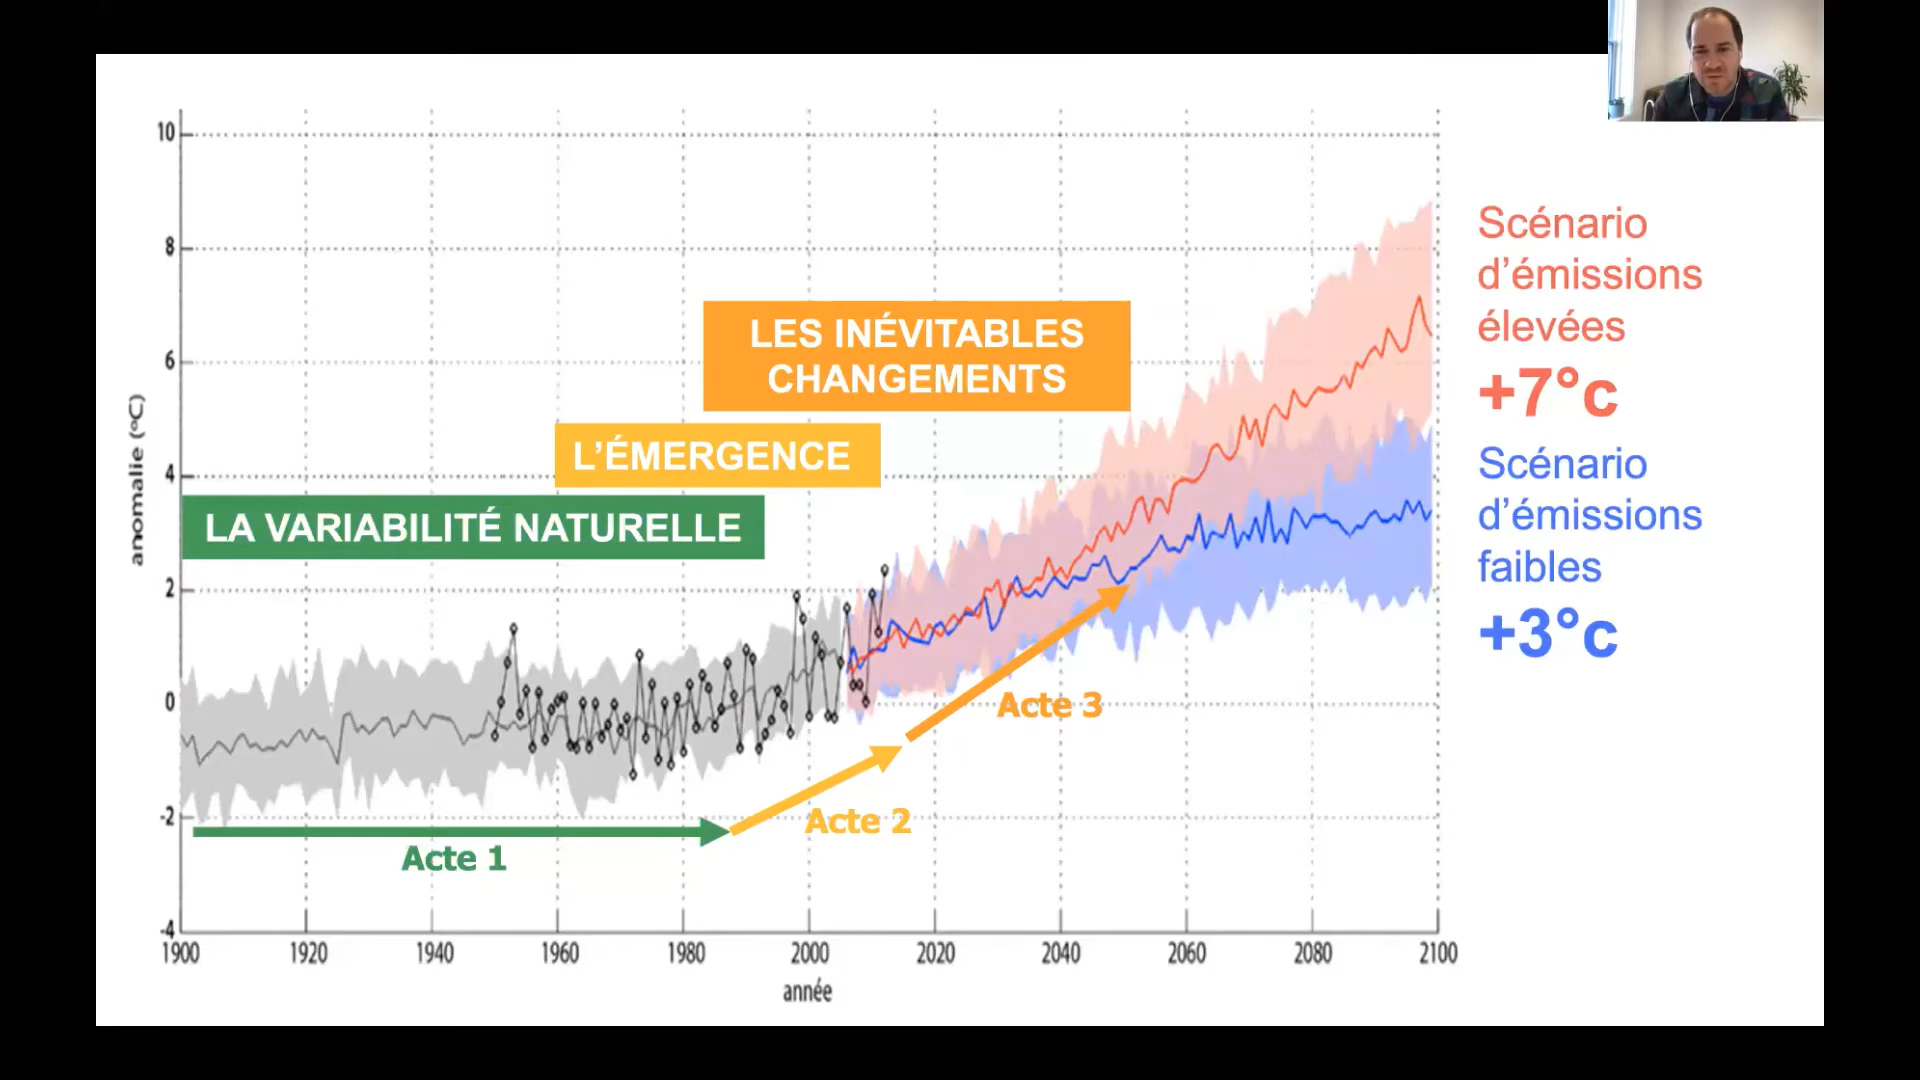 10
8
6
4
2
0
-2
-4
anomalie (°C)
1900
1920
1940
1960
1980
2000
2020
2040
2060
2080
2100
année
LES INÉVITABLES
CHANGEMENTS
L'ÉMERGENCE
LA VARIABILITÉ NATURELLE
Acte 1
Acte 2
Acte 3
Scénario
d'émissions
élevées
+7°c
Scénario
d'émissions
faibles
+3°c